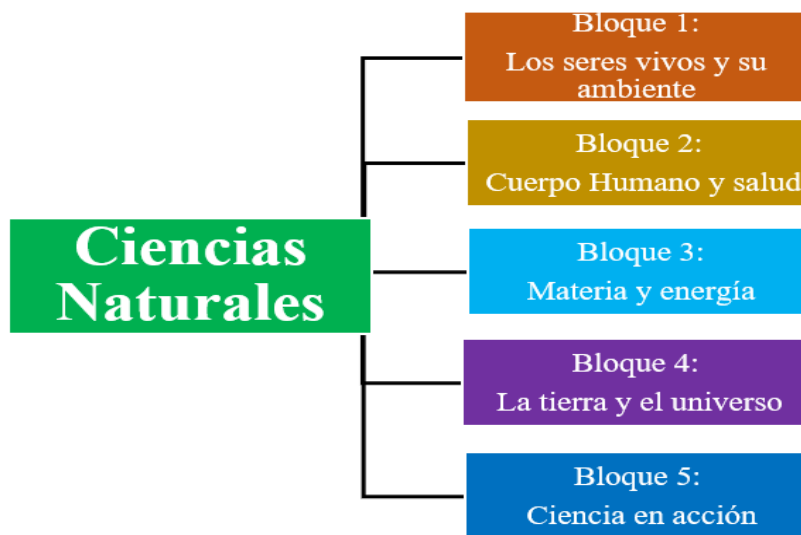 Ciencias
Naturales
Bloque 1:
Los seres vivos y su
ambiente
Bloque 2:
Cuerpo Humano y salud
Bloque 3:
Materia y energía
Bloque 4:
La tierra y el universo
Bloque 5:
Ciencia en acción